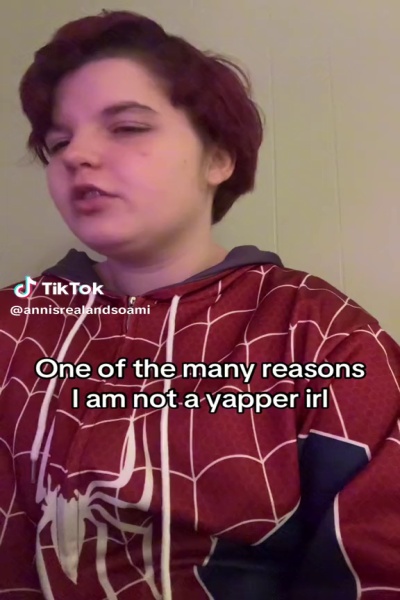 TikTok
@annisrealandsoami
One of the many reasons
I am not a yapper irl